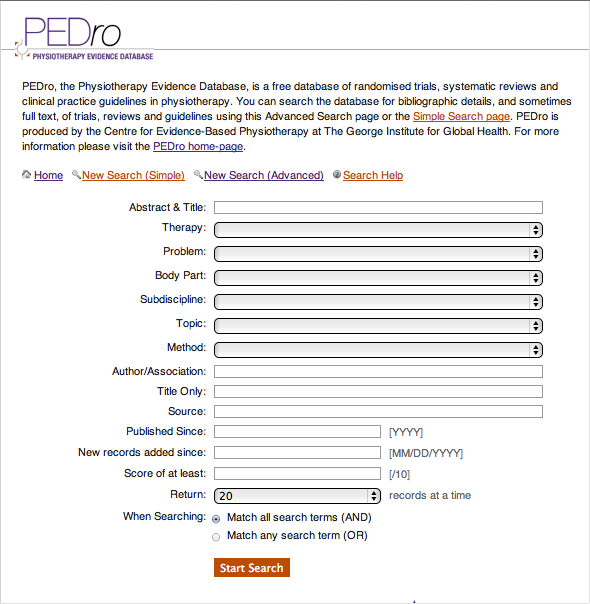 PEDro
PHYSIOTHERAPY EVIDENCE DATABASE
PEDro, the Physiotherapy Evidence Database, is a free database of randomised trials, systematic reviews and
clinical practice guidelines in physiotherapy. You can search the database for bibliographic details, and sometimes
full text, of trials, reviews and guidelines using this Advanced Search page or the Simple Search page. PEDro is
produced by the Centre for Evidence-Based Physiotherapy at The George Institute for Global Health. For more
information please visit the PEDro home-page.
Home New Search (Simple) New Search (Advanced) Search Help
Abstract & Title:
Therapy:
Problem:
Body Part:
Subdiscipline:
Topic:
Method:
Author/Association:
Title Only:
Source:
Published Since: [YYYY]
New records added since: [MM/DD/YYYY]
Score of at least: [/10]
Return: 20 records at a time
When Searching: Match all search terms (AND)
Match any search term (OR)
Start Search